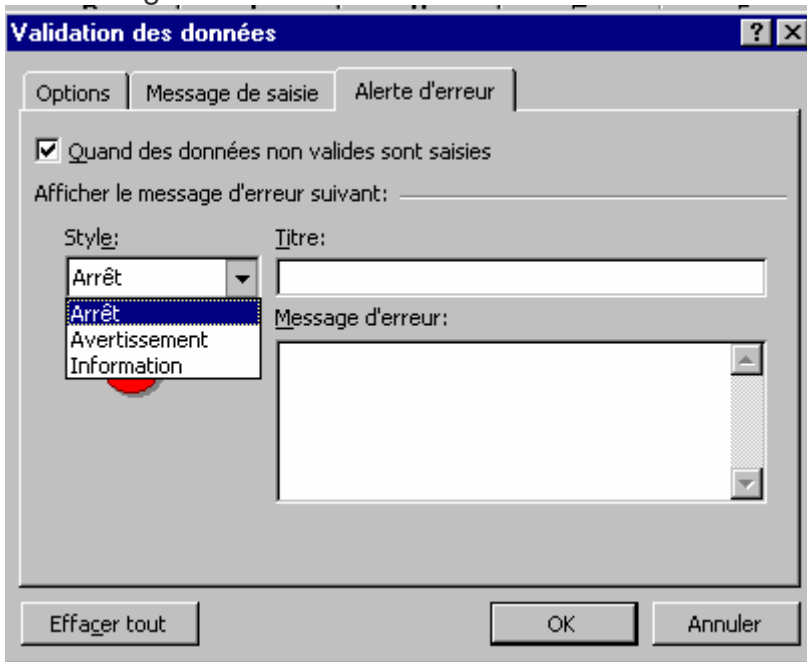 Validation des données
Options Message de saisie Alerte d'erreur
Quand des données non valides sont saisies
Afficher le message d'erreur suivant:
Style: Titre:
Arrêt
Arrêt
Avertissement
Information
Message d'erreur:
Effacer tout OK Annuler